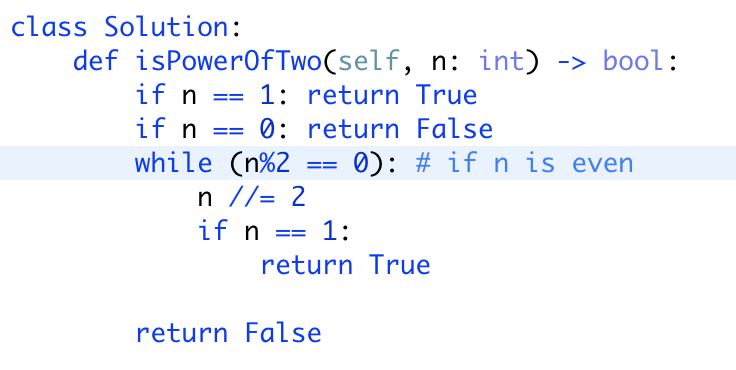 class Solution:
    def isPowerOfTwo(self, n: int) -> bool:
        if n == 1: return True
        if n == 0: return False
        while (n%2 == 0): # if n is even
            n //= 2
            if n == 1:
                return True
        return False